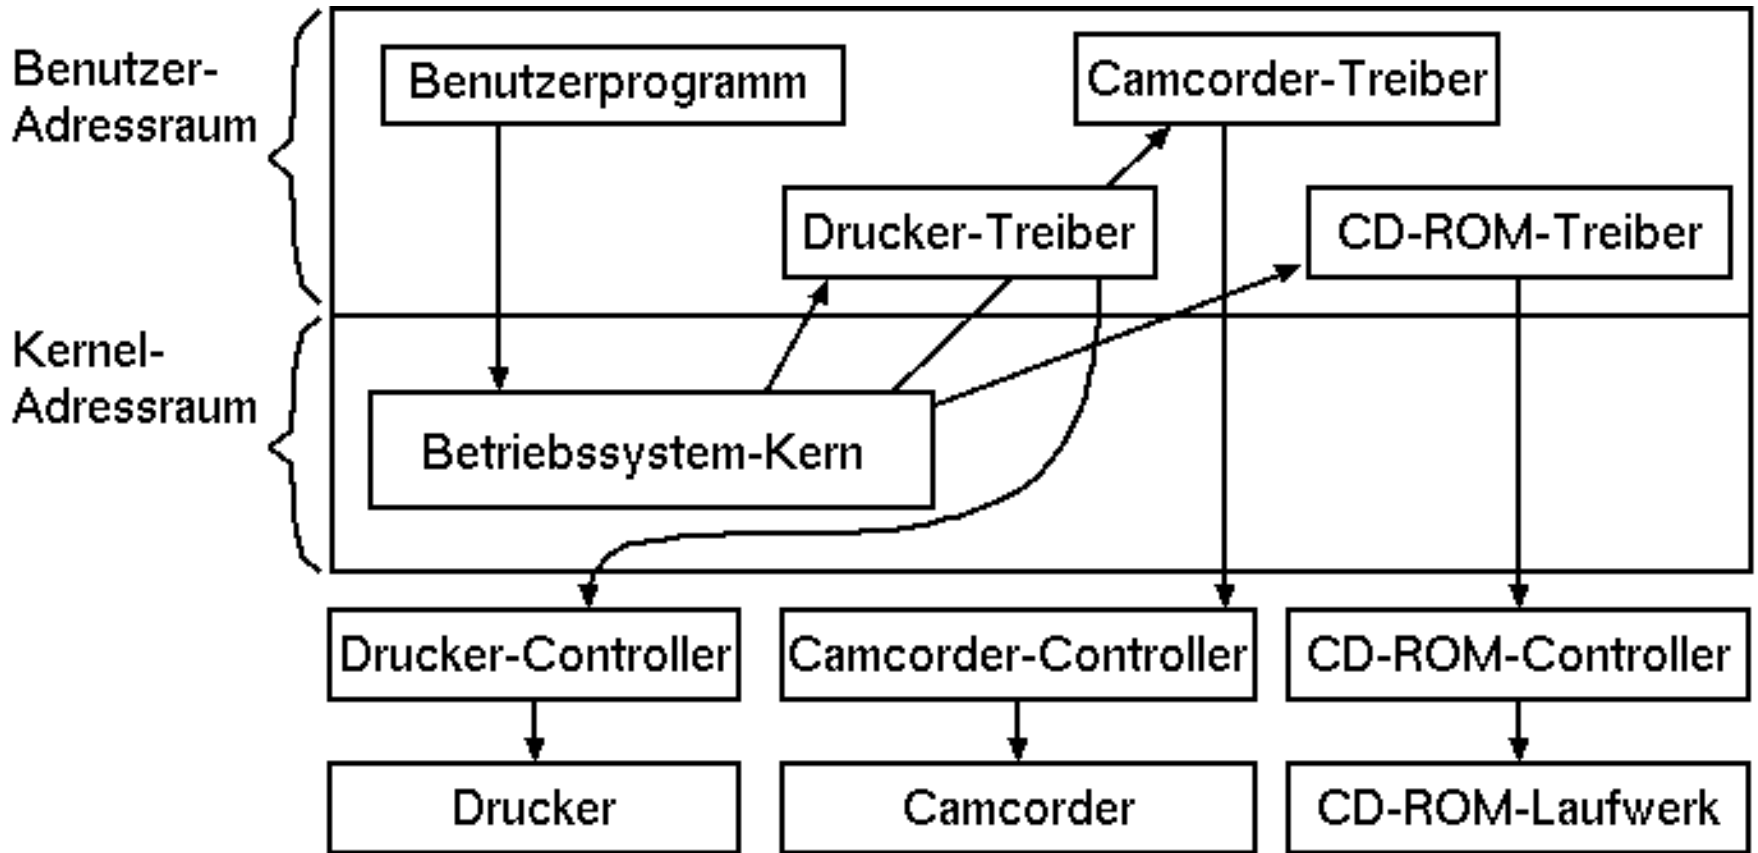 Benutzer-
Adressraum
Benutzerprogramm
Camcorder-Treiber
Drucker-Treiber
CD-ROM-Treiber
Kernel-
Adressraum
Betriebssystem-Kern
Drucker-Controller
Camcorder-Controller
CD-ROM-Controller
Drucker
Camcorder
CD-ROM-Laufwerk